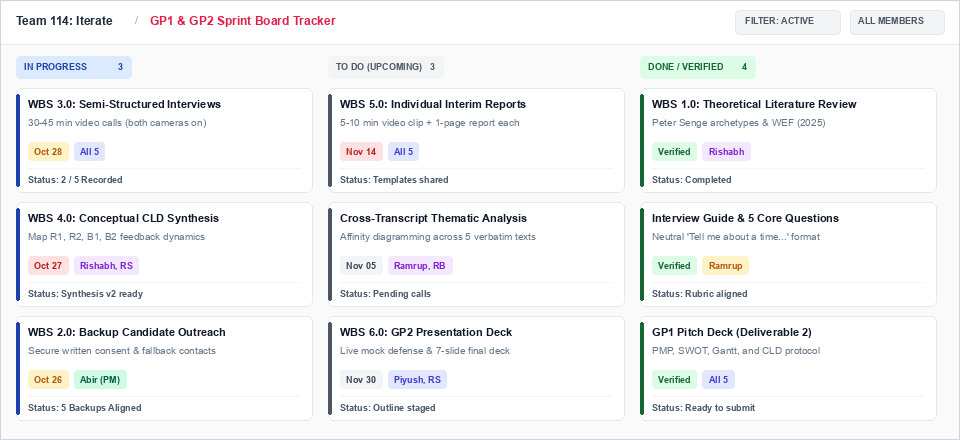 Team 114: Iterate / GP1 & GP2 Sprint Board Tracker
FILTER: ACTIVE
ALL MEMBERS
IN PROGRESS 3
WBS 3.0: Semi-Structured Interviews
30-45 min video calls (both cameras on)
Oct 28 All 5
Status: 2 / 5 Recorded
WBS 4.0: Conceptual CLD Synthesis
Map R1, R2, B1, B2 feedback dynamics
Oct 27 Rishabh, RS
Status: Synthesis v2 ready
WBS 2.0: Backup Candidate Outreach
Secure written consent & fallback contacts
Oct 26 Abir (PM)
Status: 5 Backups Aligned
TO DO (UPCOMING) 3
WBS 5.0: Individual Interim Reports
5-10 min video clip + 1-page report each
Nov 14 All 5
Status: Templates shared
Cross-Transcript Thematic Analysis
Affinity diagramming across 5 verbatim texts
Nov 05 Ramrup, RB
Status: Pending calls
WBS 6.0: GP2 Presentation Deck
Live mock defense & 7-slide final deck
Nov 30 Piyush, RS
Status: Outline staged
DONE / VERIFIED 4
WBS 1.0: Theoretical Literature Review
Peter Senge archetypes & WEF (2025)
Verified Rishabh
Status: Completed
Interview Guide & 5 Core Questions
Neutral 'Tell me about a time...' format
Verified Ramrup
Status: Rubric aligned
GP1 Pitch Deck (Deliverable 2)
PMP, SWOT, Gantt, and CLD protocol
Verified All 5
Status: Ready to submit